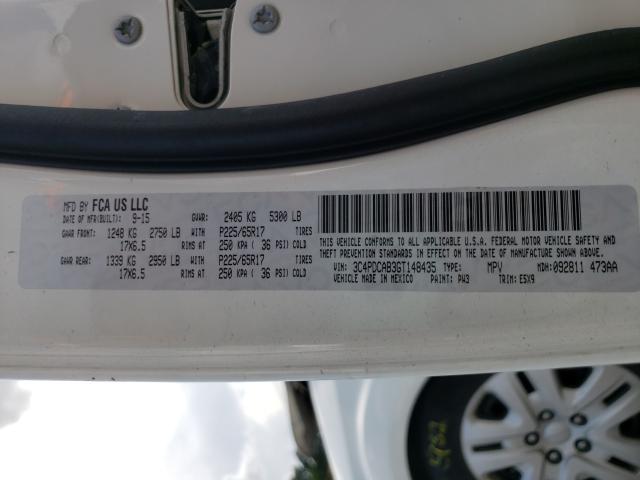 MFD BY FCA US LLC
DATE OF MFR(BUILT): 9-15 GVWR: 2405 KG 5300 LB
GAWR FRONT: 1248 KG 2750 LB WITH P225/65R17 TIRES
17X6.5 RIMS AT 250 KPA ( 36 PSI) COLD
GAWR REAR: 1339 KG 2950 LB WITH P225/65R17 TIRES
17X6.5 RIMS AT 250 KPA ( 36 PSI) COLD
THIS VEHICLE CONFORMS TO ALL APPLICABLE U.S.A. FEDERAL MOTOR VEHICLE SAFETY AND
THEFT PREVENTION STANDARDS IN EFFECT ON THE DATE OF MANUFACTURE SHOWN ABOVE.
VIN: 3C4PDCAB3GT148435 TYPE: MPV MDH: 092811 473AA
VEHICLE MADE IN MEXICO PAINT: PW3 TRIM: E5X9